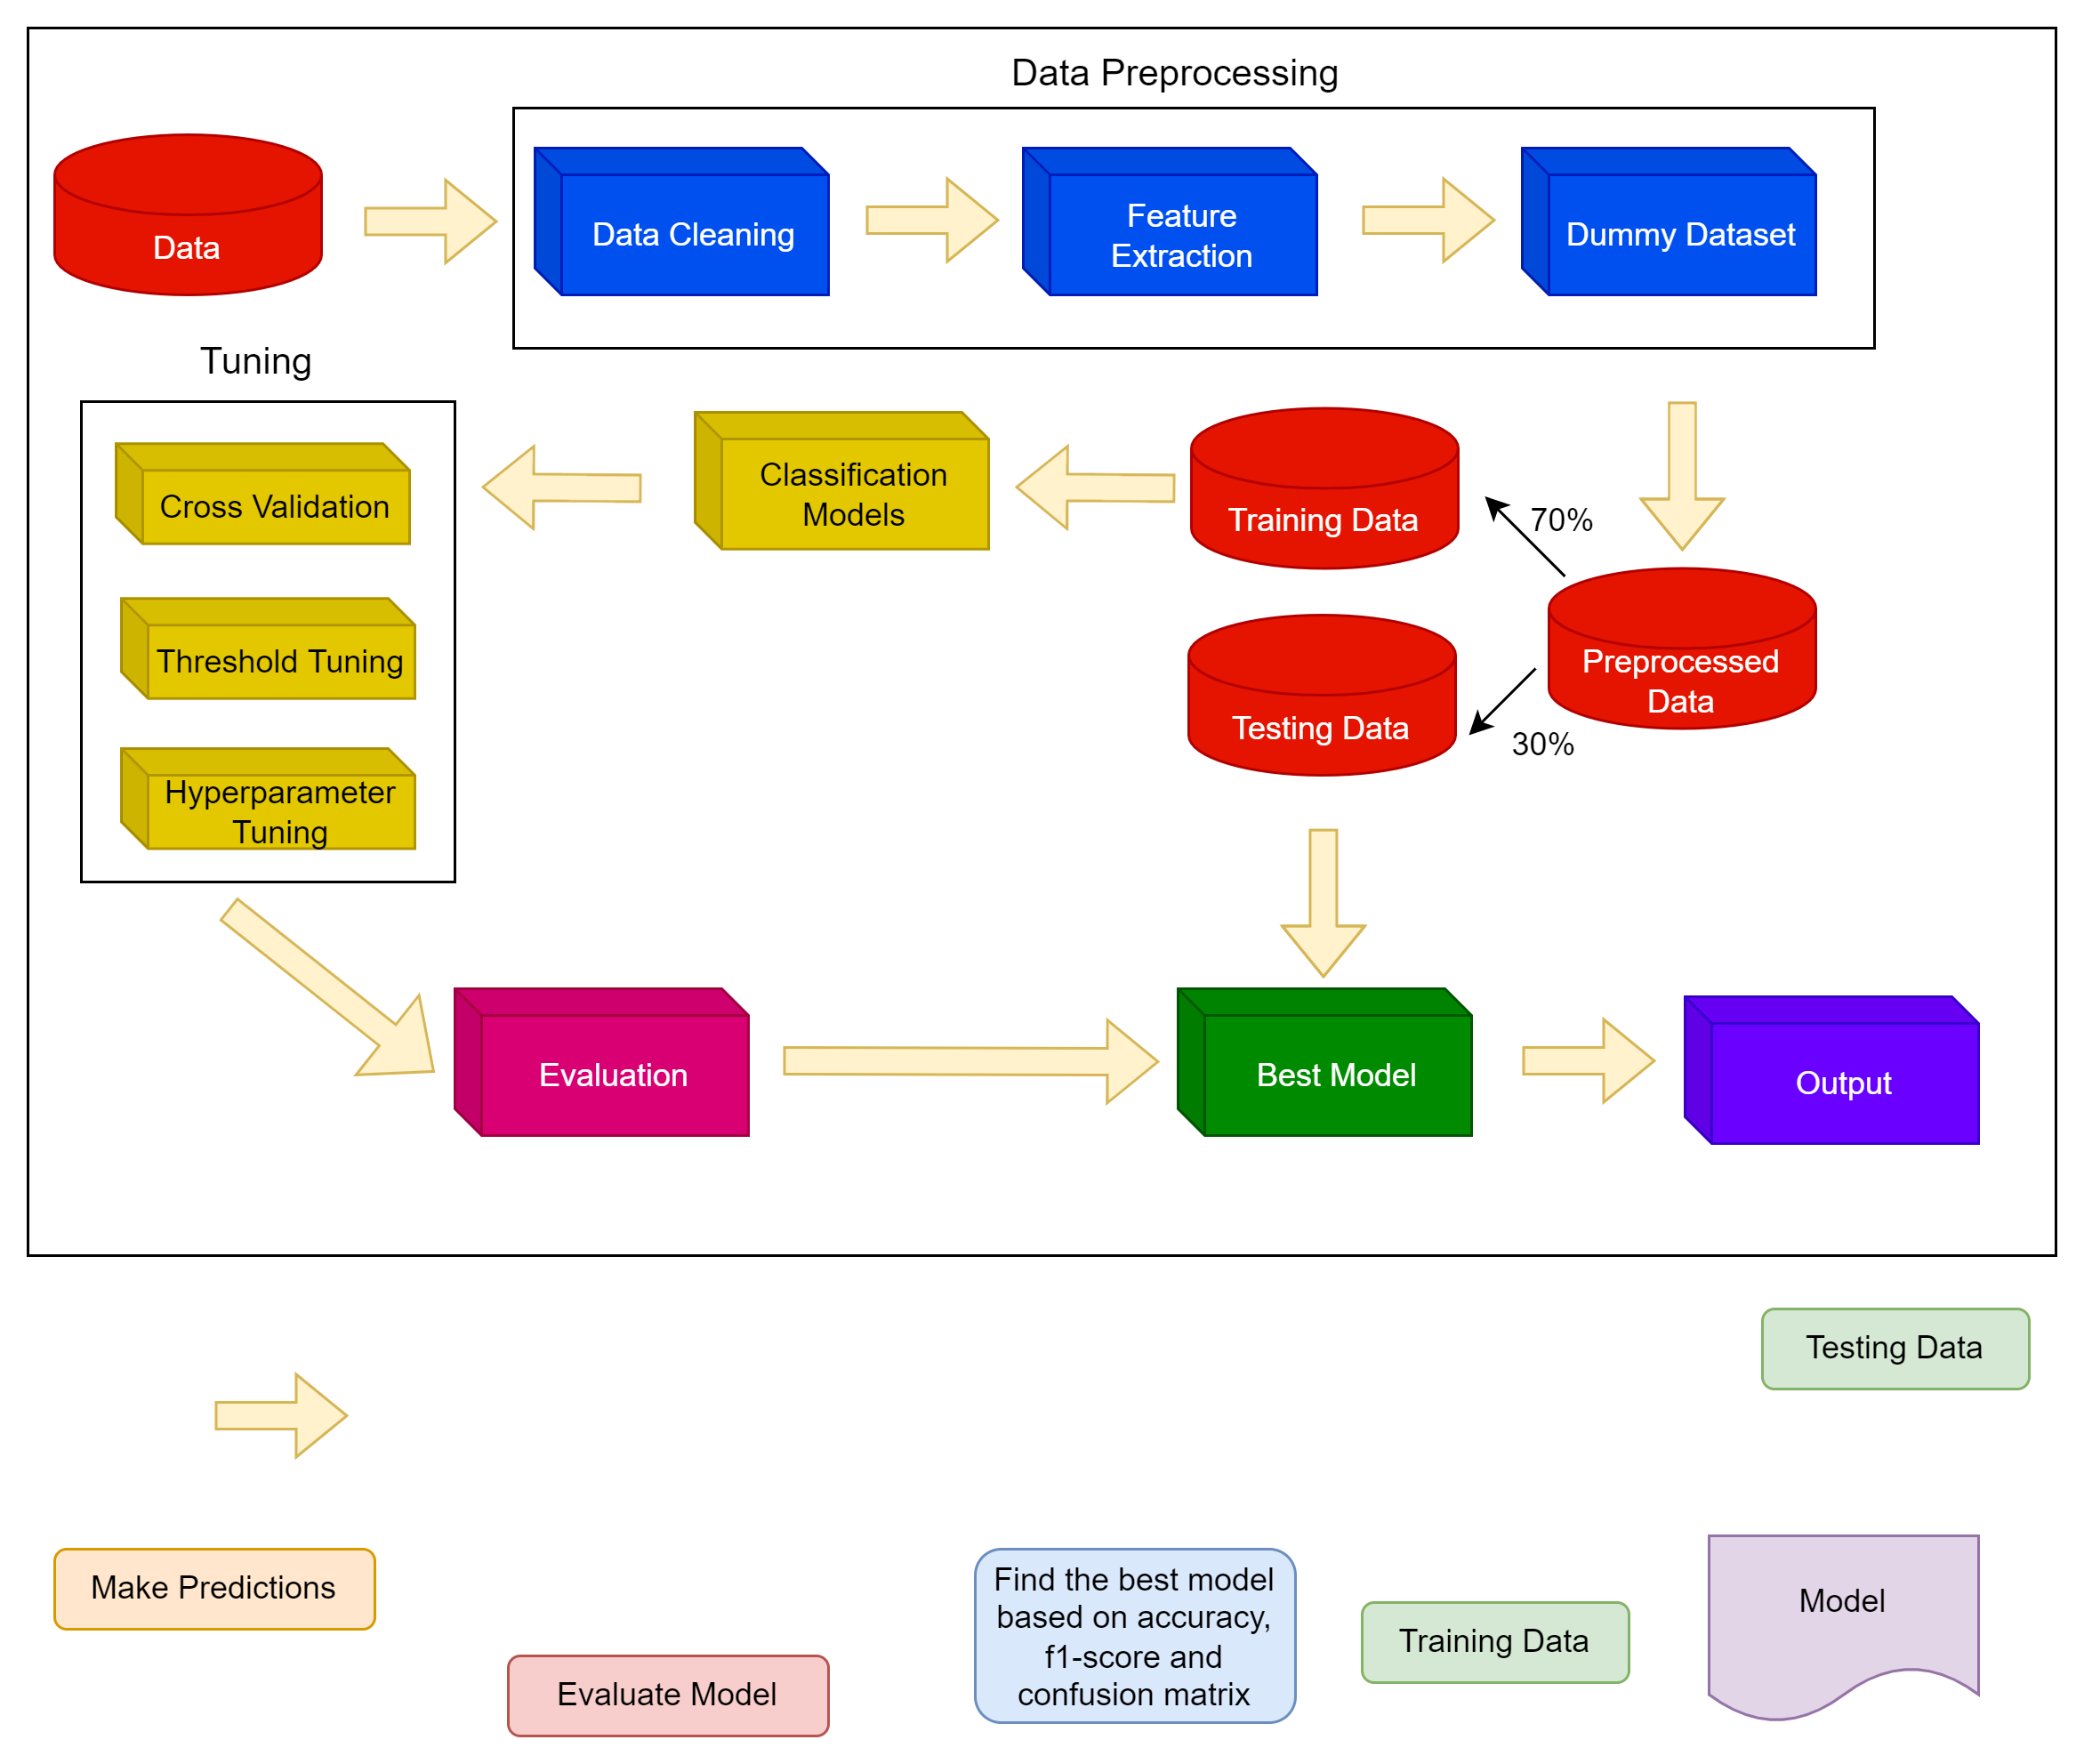 Data Preprocessing
Data
Data Cleaning
Feature
Extraction
Dummy Dataset
Tuning
Cross Validation
Threshold Tuning
Hyperparameter
Tuning
Classification
Models
Training Data
70%
Preprocessed
Data
Testing Data
30%
Evaluation
Best Model
Output
Testing Data
Make Predictions
Evaluate Model
Find the best model
based on accuracy,
f1-score and
confusion matrix
Training Data
Model